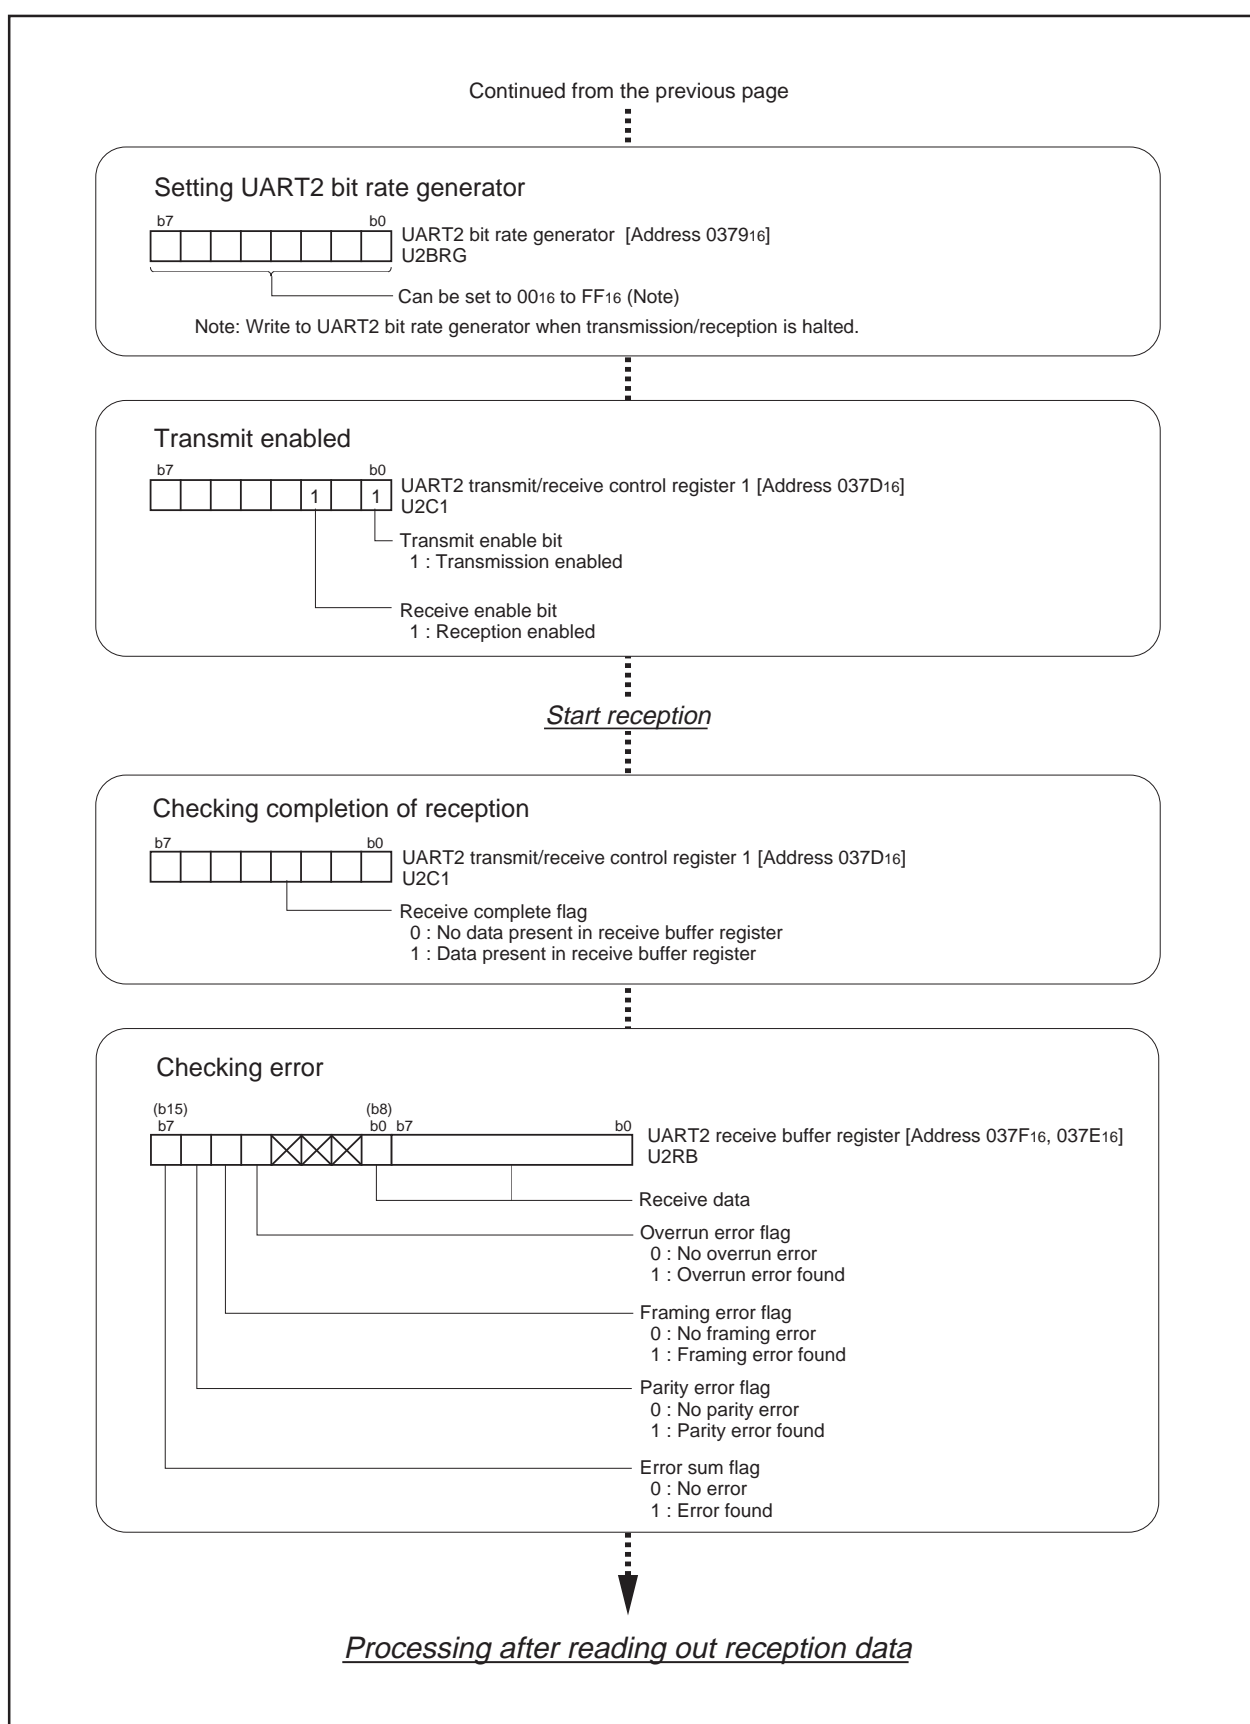 Continued from the previous page
Setting UART2 bit rate generator
b7 b0
UART2 bit rate generator [Address 037916]
U2BRG
Can be set to 0016 to FF16 (Note)
Note: Write to UART2 bit rate generator when transmission/reception is halted.
Transmit enabled
b7 b0
1 1
UART2 transmit/receive control register 1 [Address 037D16]
U2C1
Transmit enable bit
1 : Transmission enabled
Receive enable bit
1 : Reception enabled
Start reception
Checking completion of reception
b7 b0
UART2 transmit/receive control register 1 [Address 037D16]
U2C1
Receive complete flag
0 : No data present in receive buffer register
1 : Data present in receive buffer register
Checking error
(b15) (b8)
b7 b0 b7 b0
UART2 receive buffer register [Address 037F16, 037E16]
U2RB
Receive data
Overrun error flag
0 : No overrun error
1 : Overrun error found
Framing error flag
0 : No framing error
1 : Framing error found
Parity error flag
0 : No parity error
1 : Parity error found
Error sum flag
0 : No error
1 : Error found
Processing after reading out reception data